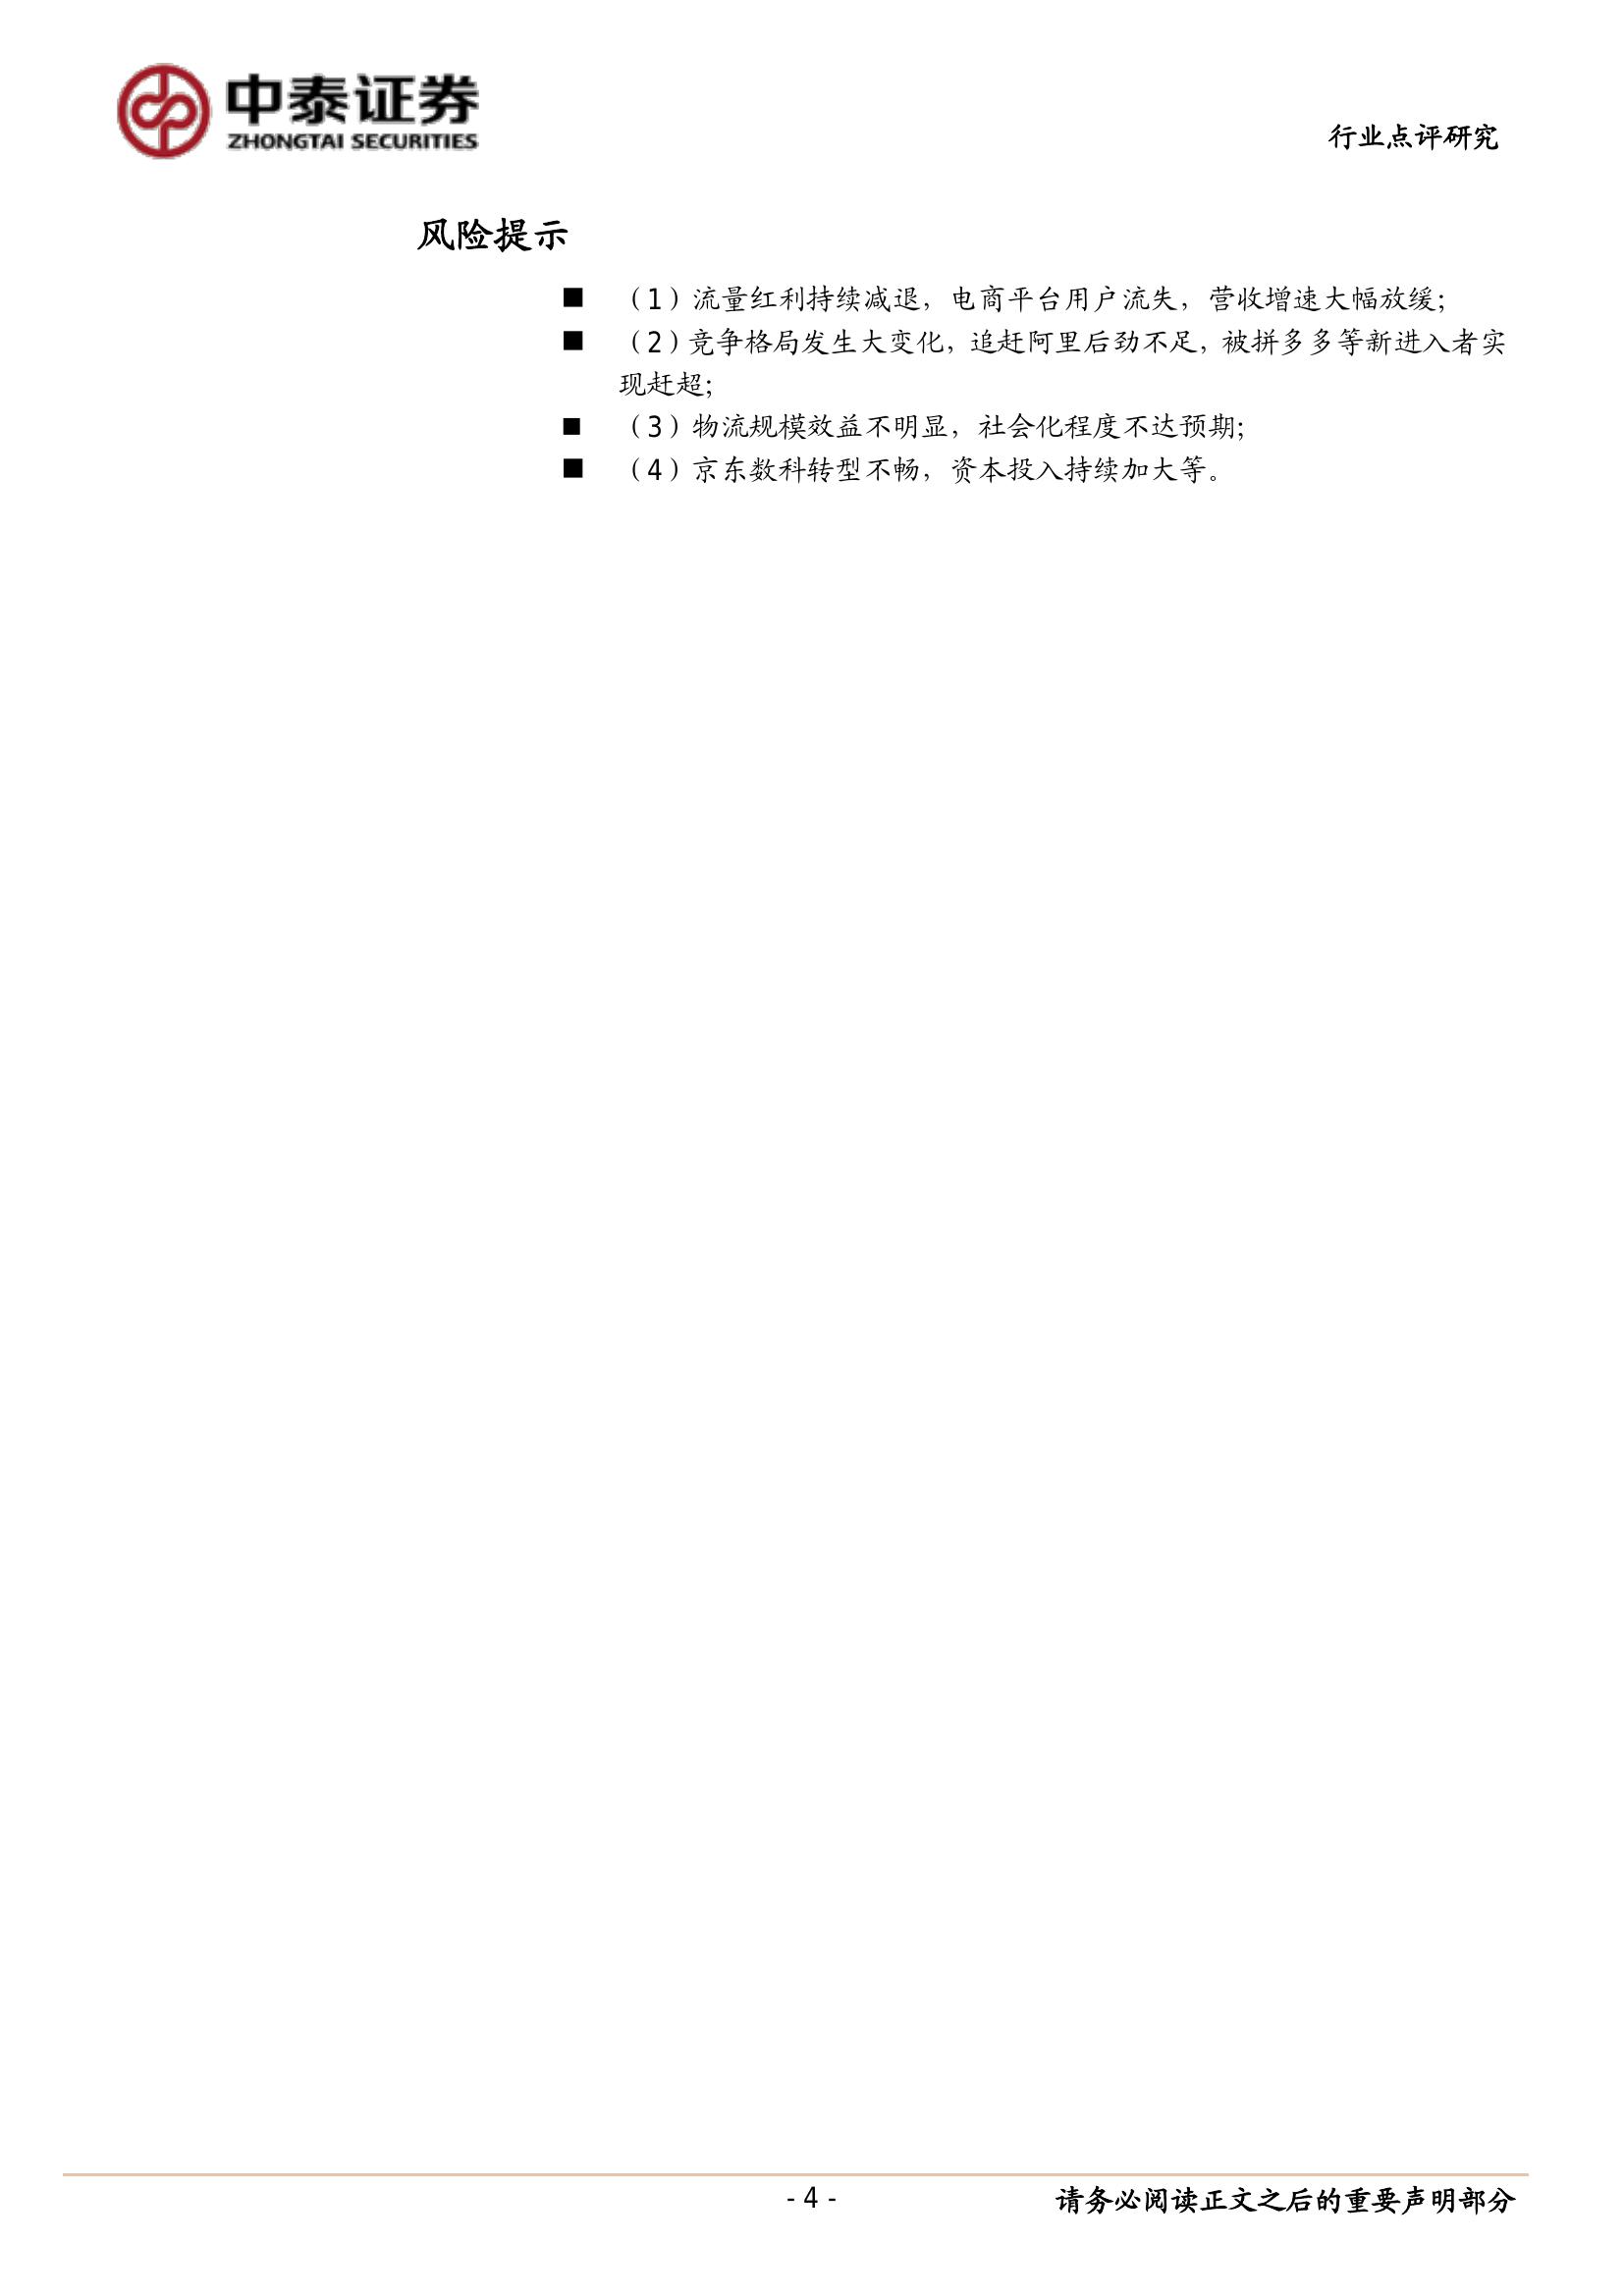 中泰证券
ZHONGTAI SECURITIES
行业点评研究
风险提示
■ （1）流量红利持续减退，电商平台用户流失，营收增速大幅放缓；
■ （2）竞争格局发生大变化，追赶阿里后劲不足，被拼多多等新进入者实
现赶超；
■ （3）物流规模效益不明显，社会化程度不达预期；
■ （4）京东数科转型不畅，资本投入持续加大等。
- 4 -
请务必阅读正文之后的重要声明部分